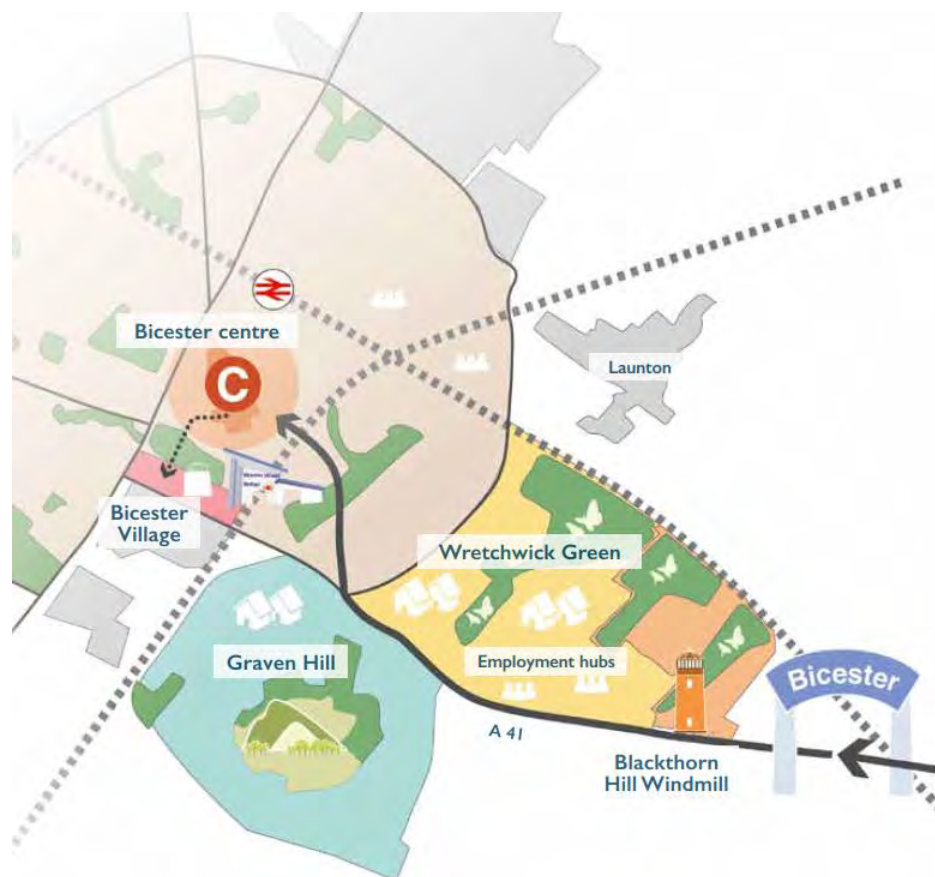 Bicester centre
C
Launton
Bicester
Village
Wretchwick Green
Graven Hill
Employment hubs
Bicester
A 41
Blackthorn
Hill Windmill